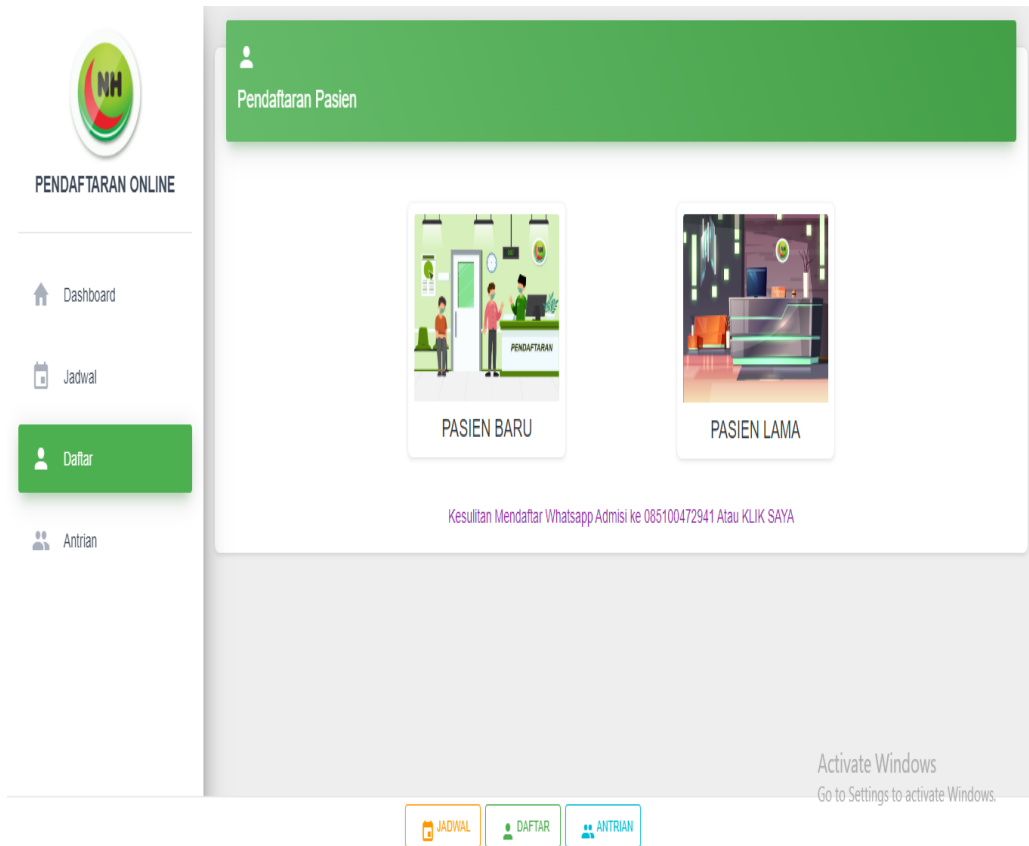 NH
PENDAFTARAN ONLINE
Dashboard
Jadwal
Daftar
Antrian
Pendaftaran Pasien
PENDAFTARAN
PASIEN BARU
PASIEN LAMA
Kesulitan Mendaftar Whatsapp Admisi ke 085100472941 Atau KLIK SAYA
Activate Windows
Go to Settings to activate Windows.
JADWAL
DAFTAR
ANTRIAN